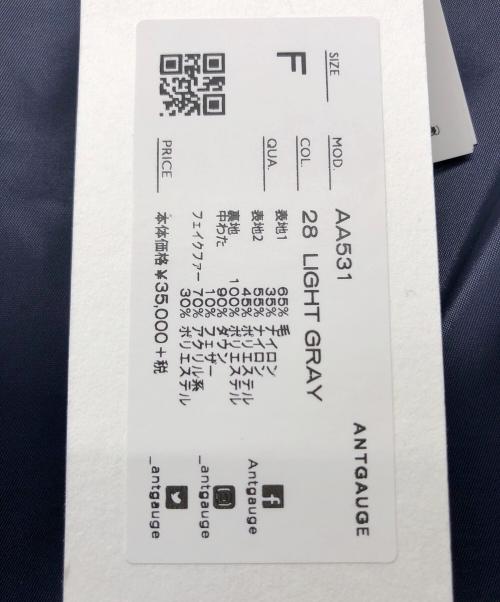 SIZE F
MOD. AA531
COL. 28 LIGHT GRAY
QUA.
表地1 65% 毛
35% ナイロン
表地2 55% ナイロン
45% ポリエステル
裏地 100% ポリエステル
中わた 90% ダウン
10% フェザー
フェイクファー 70% アクリル系
30% ポリエステル
PRICE 本体価格 ¥35,000+税
ANTGAUGE
Antgauge
_antgauge
_antgauge